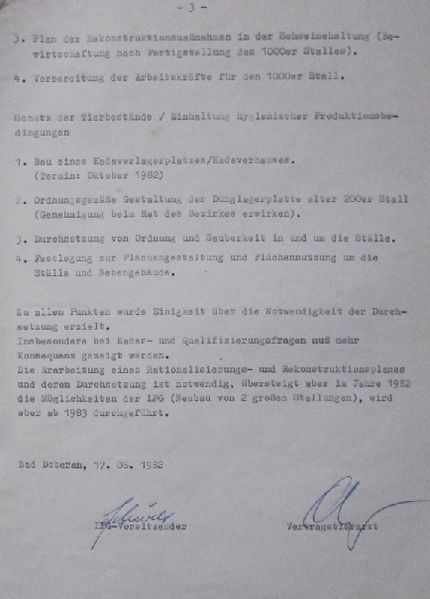 - 3 -
3. Plan der Rekonstruktionsmaßnahmen in der Schweinehaltung (Be-
wirtschaftung nach Fertigstellung des 1000er Stalles).
4. Vorbereitung der Arbeitskräfte für den 1000er Stall.
Schutz der Tierbestände / Einhaltung hygienischer Produktionsbe-
dingungen
1. Bau eines Kadaverlagerplatzes/Kadaverhauses.
(Termin: Oktober 1982)
2. Ordnungsgemäße Gestaltung der Dunglagerplatte alter 200er Stall
(Genehmigung beim Rat des Bezirkes erwirken).
3. Durchsetzung von Ordnung und Sauberkeit in und um die Ställe.
4. Festlegung zur Flächengestaltung und Flächennutzung um die
Ställe und Nebengebäude.
Zu allen Punkten wurde Einigkeit über die Notwendigkeit der Durch-
setzung erzielt.
Insbesondere bei Kader- und Qualifizierungsfragen muß mehr
Konsequenz gezeigt werden.
Die Erarbeitung eines Rationalisierungs- und Rekonstruktionsplanes
und deren Durchsetzung ist notwendig, übersteigt aber im Jahre 1982
die Möglichkeiten der LPG (Neubau von 2 großen Stallungen), wird
aber ab 1983 durchgeführt.
Bad Doberan, 17. 06. 1982
LPG-Vorsitzender Vertragstierarzt